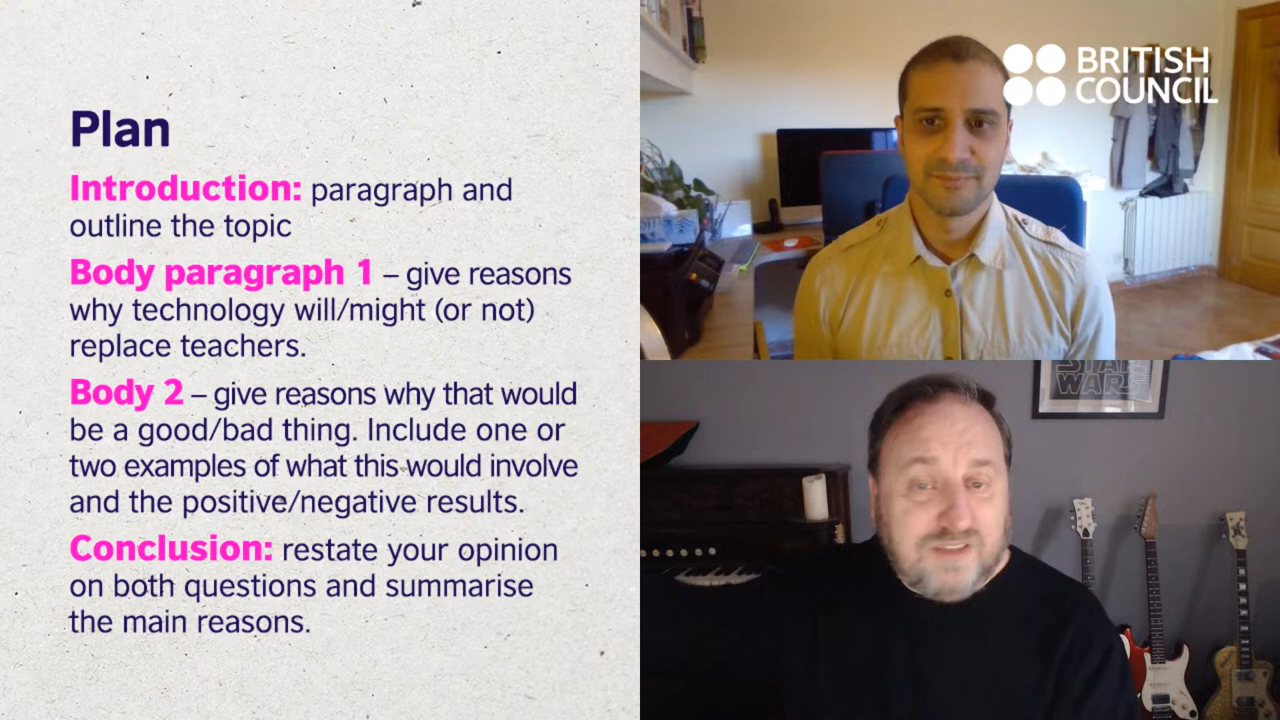 Plan
Introduction: paragraph and
outline the topic
Body paragraph 1 – give reasons
why technology will/might (or not)
replace teachers.
Body 2 – give reasons why that would
be a good/bad thing. Include one or
two examples of what this would involve
and the positive/negative results.
Conclusion: restate your opinion
on both questions and summarise
the main reasons.
BRITISH
COUNCIL
STAR
WARS